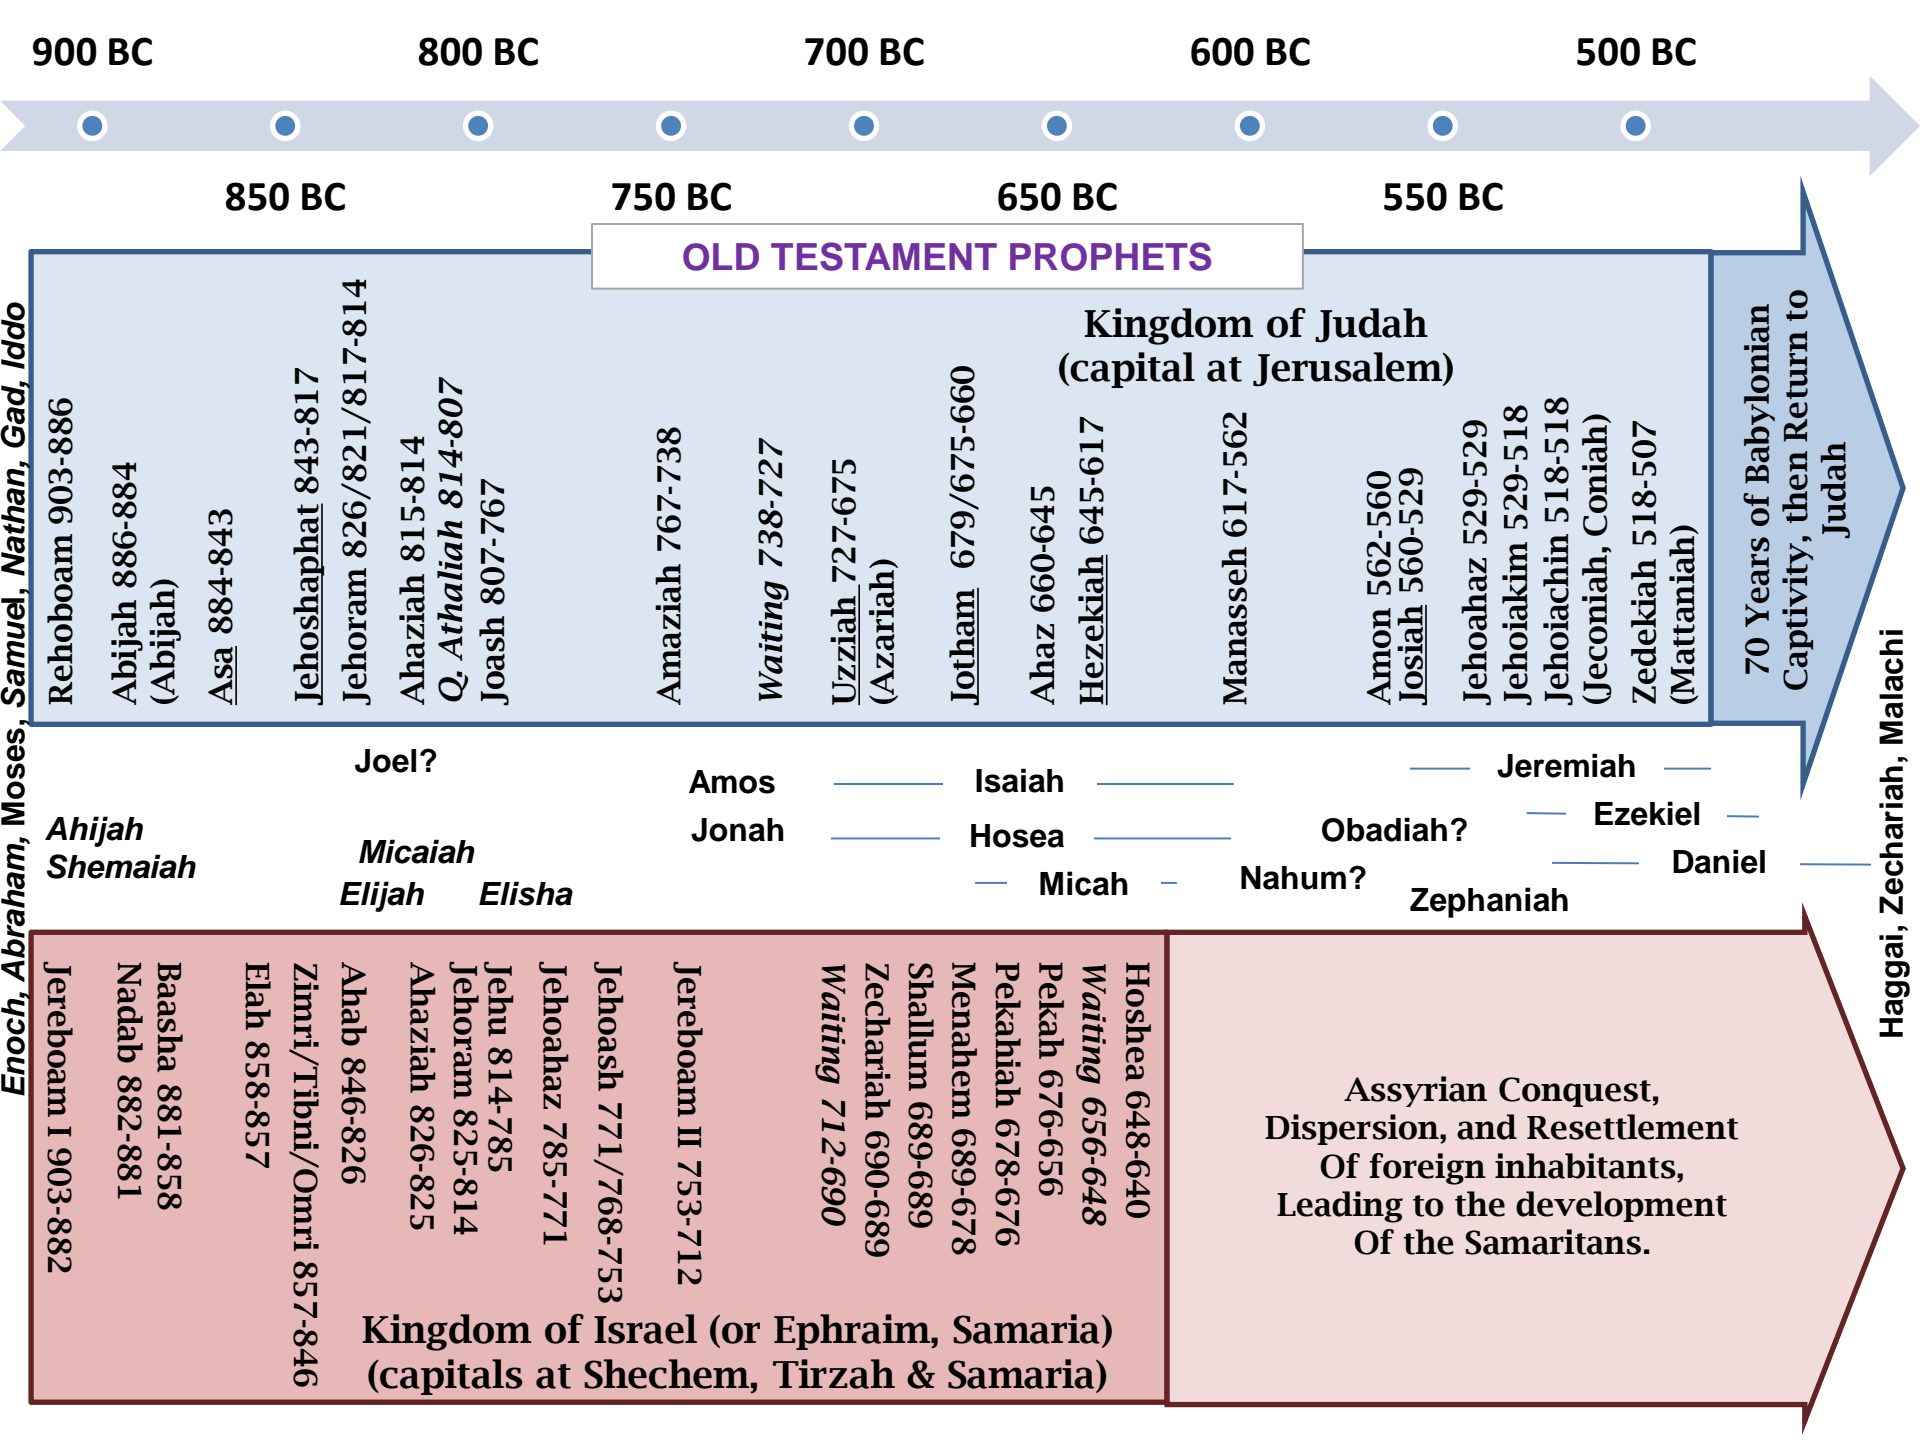 900 BC
800 BC
700 BC
600 BC
500 BC
850 BC
750 BC
650 BC
550 BC
OLD TESTAMENT PROPHETS
Enoch, Abraham, Moses, Samuel, Nathan, Gad, Iddo
Kingdom of Judah
(capital at Jerusalem)
Rehoboam 903-886
Abijah 886-884
(Abijah)
Asa 884-843
Jehoshaphat 843-817
Jehoram 826/821/817-814
Ahaziah 815-814
Q. Athaliah 814-807
Joash 807-767
Amaziah 767-738
Waiting 738-727
Uzziah 727-675
(Azariah)
Jotham 679/675-660
Ahaz 660-645
Hezekiah 645-617
Manasseh 617-562
Amon 562-560
Josiah 560-529
Jehoahaz 529-529
Jehoiakim 529-518
Jehoiachin 518-518
(Jeconiah, Coniah)
Zedekiah 518-507
(Mattaniah)
70 Years of Babylonian
Captivity, then Return to
Judah
Joel?
Amos
Isaiah
Jeremiah
Ahijah
Jonah
Hosea
Obadiah?
Ezekiel
Shemaiah
Micaiah
Micah
Nahum?
Daniel
Elijah
Elisha
Zephaniah
Haggai, Zechariah, Malachi
Jereboam I 903-882
Nadab 882-881
Baasha 881-858
Elah 858-857
Zimri/Tibni/Omri 857-846
Ahab 846-826
Ahaziah 826-825
Jehoram 825-814
Jehu 814-785
Jehoahaz 785-771
Jehoash 771/768-753
Jereboam II 753-712
Waiting 712-690
Zechariah 690-689
Shallum 689-689
Menahem 689-678
Pekahiah 678-676
Pekah 676-656
Waiting 656-648
Hoshea 648-640
Kingdom of Israel (or Ephraim, Samaria)
(capitals at Shechem, Tirzah & Samaria)
Assyrian Conquest,
Dispersion, and Resettlement
Of foreign inhabitants,
Leading to the development
Of the Samaritans.